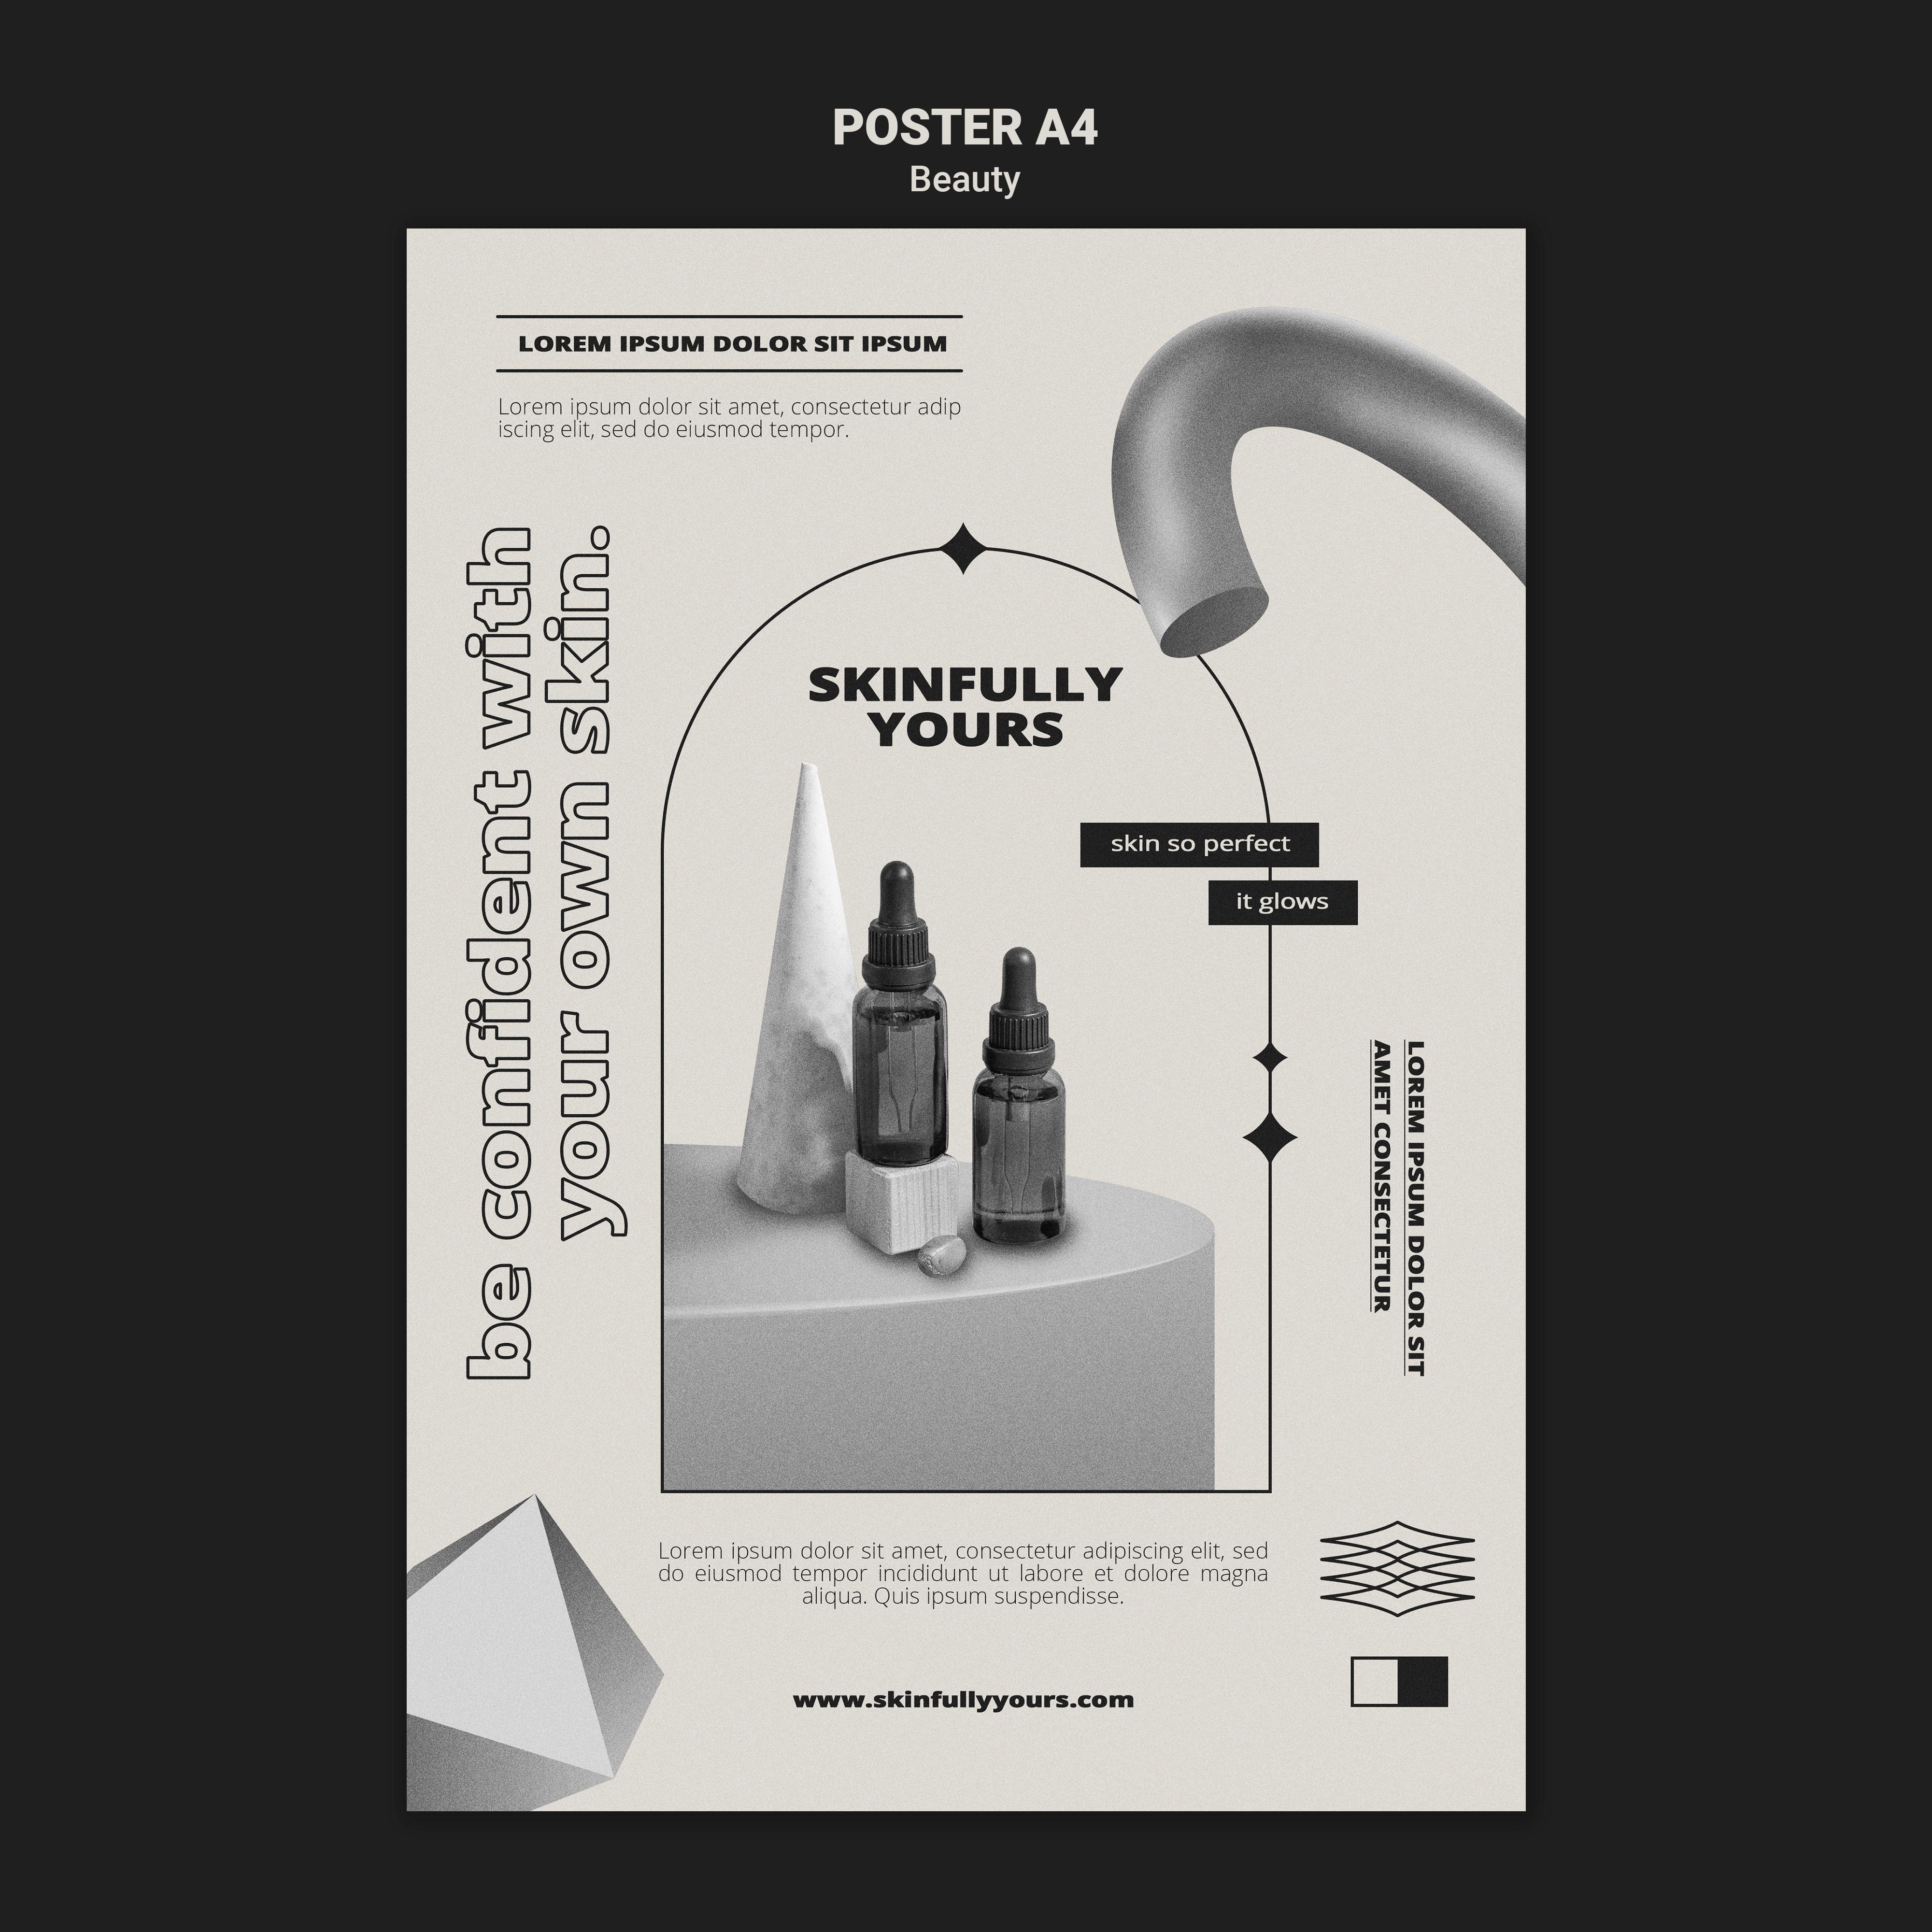 POSTER A4
Beauty
LOREM IPSUM DOLOR SIT IPSUM
Lorem ipsum dolor sit amet, consectetur adip
iscing elit, sed do eiusmod tempor.
be confident with
your own skin.
SKINFULLY
YOURS
skin so perfect
it glows
LOREM IPSUM DOLOR SIT
AMET CONSECTETUR
Lorem ipsum dolor sit amet, consectetur adipiscing elit, sed
do eiusmod tempor incididunt ut labore et dolore magna
aliqua. Quis ipsum suspendisse.
www.skinfullyyours.com